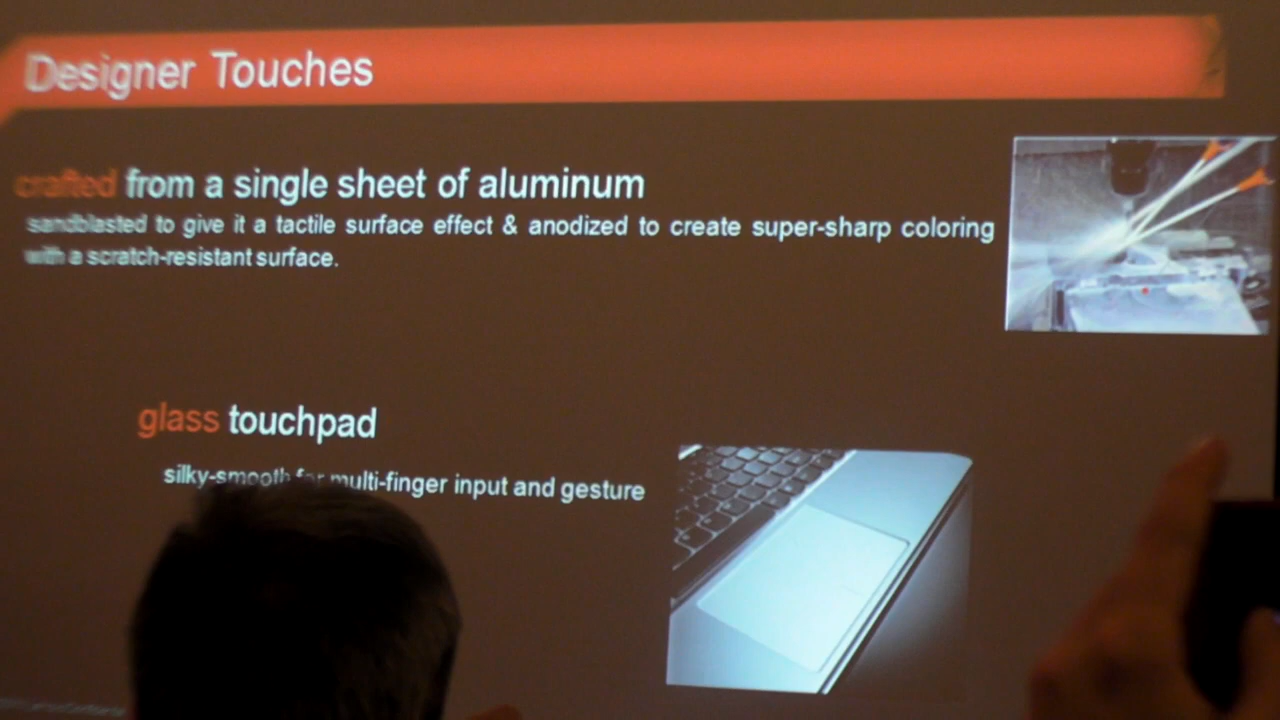 Designer Touches
crafted from a single sheet of aluminum
sandblasted to give it a tactile surface effect & anodized to create super-sharp coloring
with a scratch-resistant surface.
glass touchpad
silky-smooth for multi-finger input and gesture